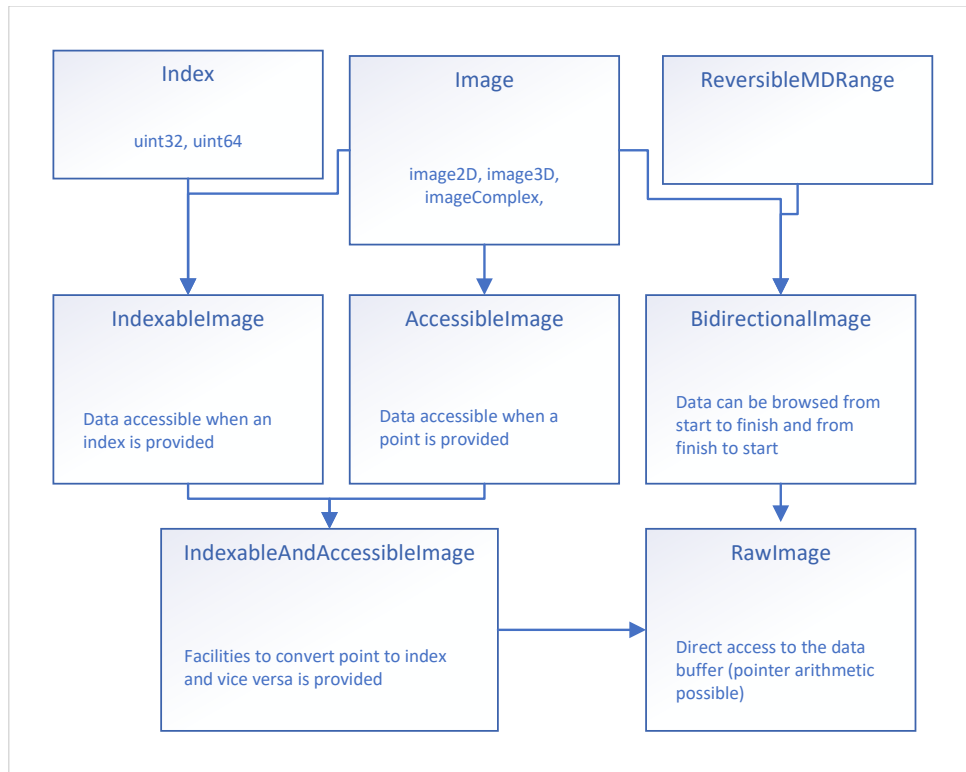 Index
uint32, uint64
Image
image2D, image3D,
imageComplex,
ReversibleMDRange
IndexableImage
Data accessible when an
index is provided
AccessibleImage
Data accessible when a
point is provided
BidirectionalImage
Data can be browsed from
start to finish and from
finish to start
IndexableAndAccessibleImage
Facilities to convert point to index
and vice versa is provided
RawImage
Direct access to the data
buffer (pointer arithmetic
possible)